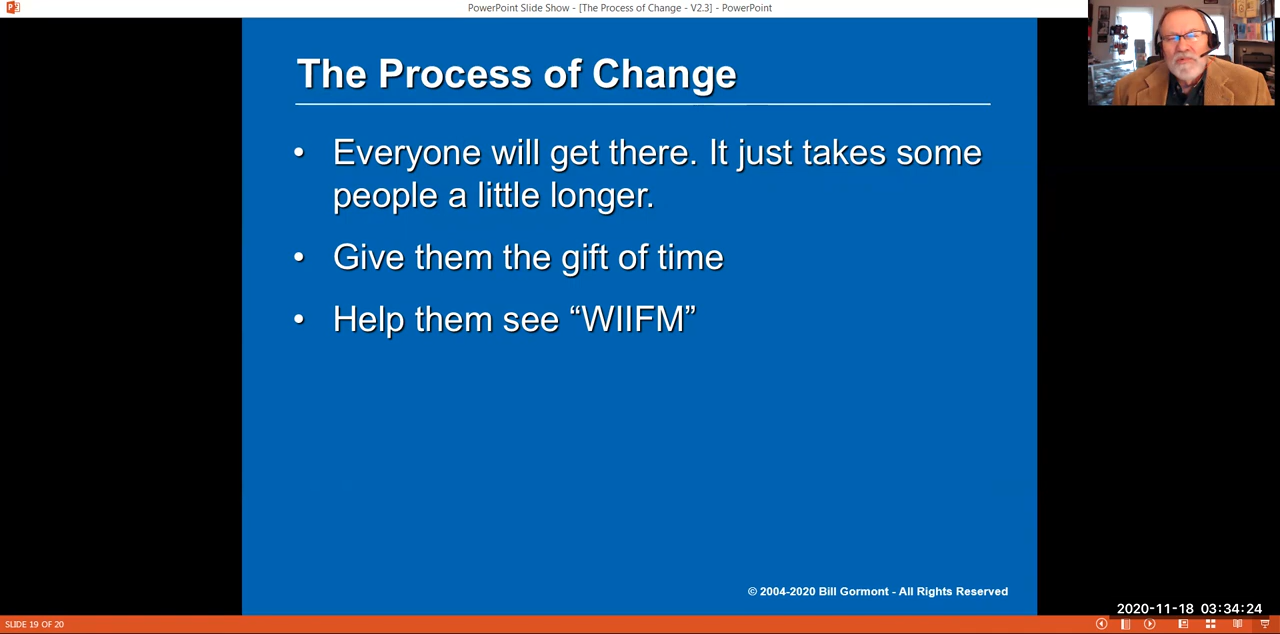 PowerPoint Slide Show - [The Process of Change - V2.3] - PowerPoint
The Process of Change
• Everyone will get there. It just takes some
people a little longer.
• Give them the gift of time
• Help them see “WIIFM”
© 2004-2020 Bill Gormont - All Rights Reserved
2020-11-18 03:34:24
SLIDE 19 OF 20